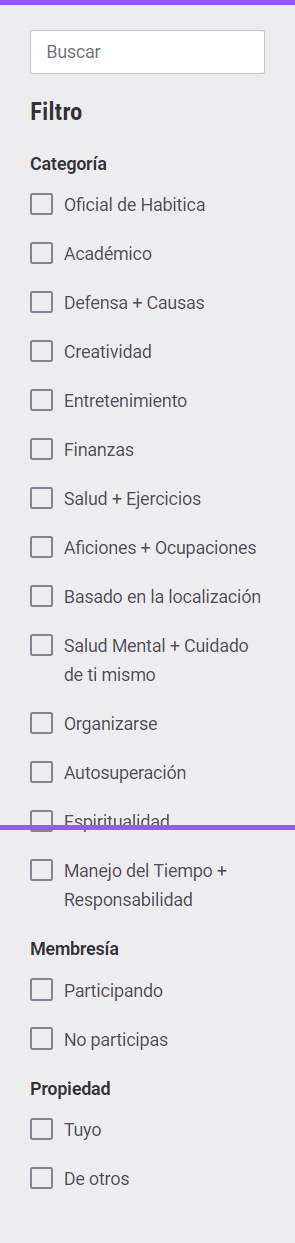 Buscar
Filtro
Categoría
Oficial de Habitica
Académico
Defensa + Causas
Creatividad
Entretenimiento
Finanzas
Salud + Ejercicios
Aficiones + Ocupaciones
Basado en la localización
Salud Mental + Cuidado
de ti mismo
Organizarse
Autosuperación
Espiritualidad
Manejo del Tiempo +
Responsabilidad
Membresía
Participando
No participas
Propiedad
Tuyo
De otros